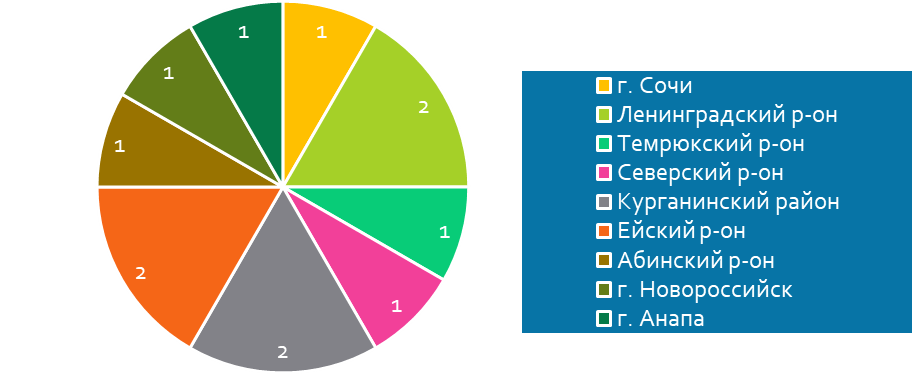 1
1
2
1
1
2
2
1
1
г. Сочи
Ленинградский р-он
Темрюкский р-он
Северский р-он
Курганинский район
Ейский р-он
Абинский р-он
г. Новороссийск
г. Анапа